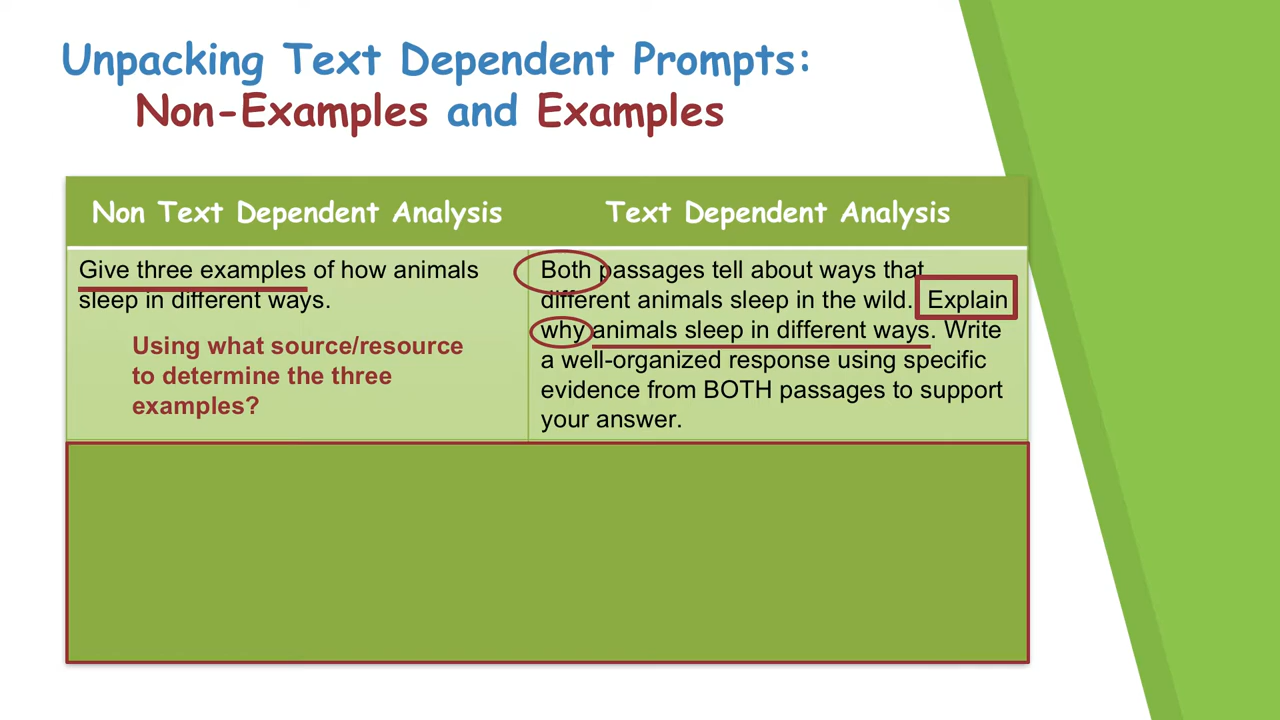 Unpacking Text Dependent Prompts:
Non-Examples and Examples
Non Text Dependent Analysis
Text Dependent Analysis
Give three examples of how animals
sleep in different ways.
Using what source/resource
to determine the three
examples?
Both passages tell about ways that
different animals sleep in the wild. Explain
why animals sleep in different ways. Write
a well-organized response using specific
evidence from BOTH passages to support
your answer.